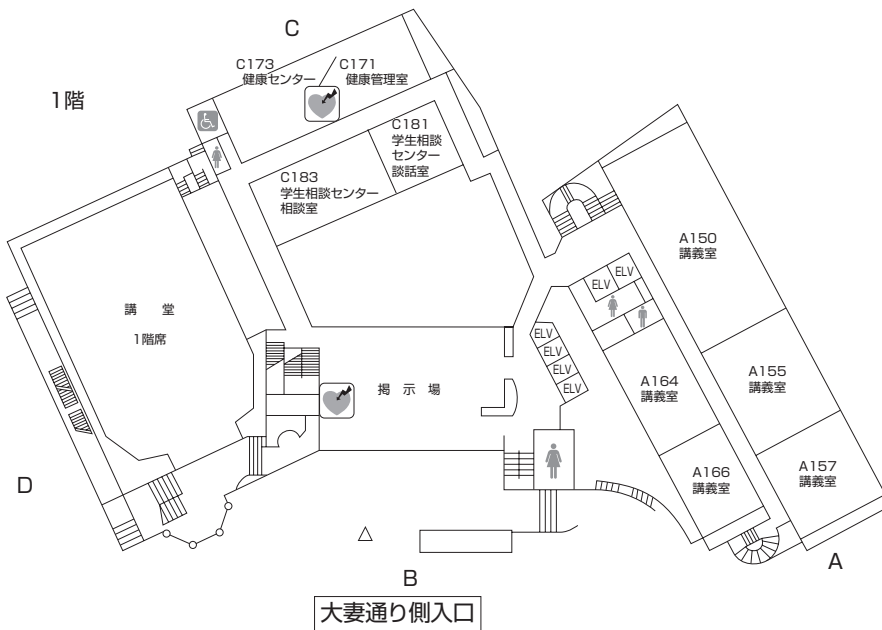 C
C173
健康センター
C171
健康管理室
1階
C181
学生相談
センター
談話室
C183
学生相談センター
相談室
A150
講義室
ELV
ELV
講 堂
1階席
ELV
ELV
ELV
ELV
掲 示 場
A164
講義室
A155
講義室
A166
講義室
A157
講義室
D
B
A
大妻通り側入口